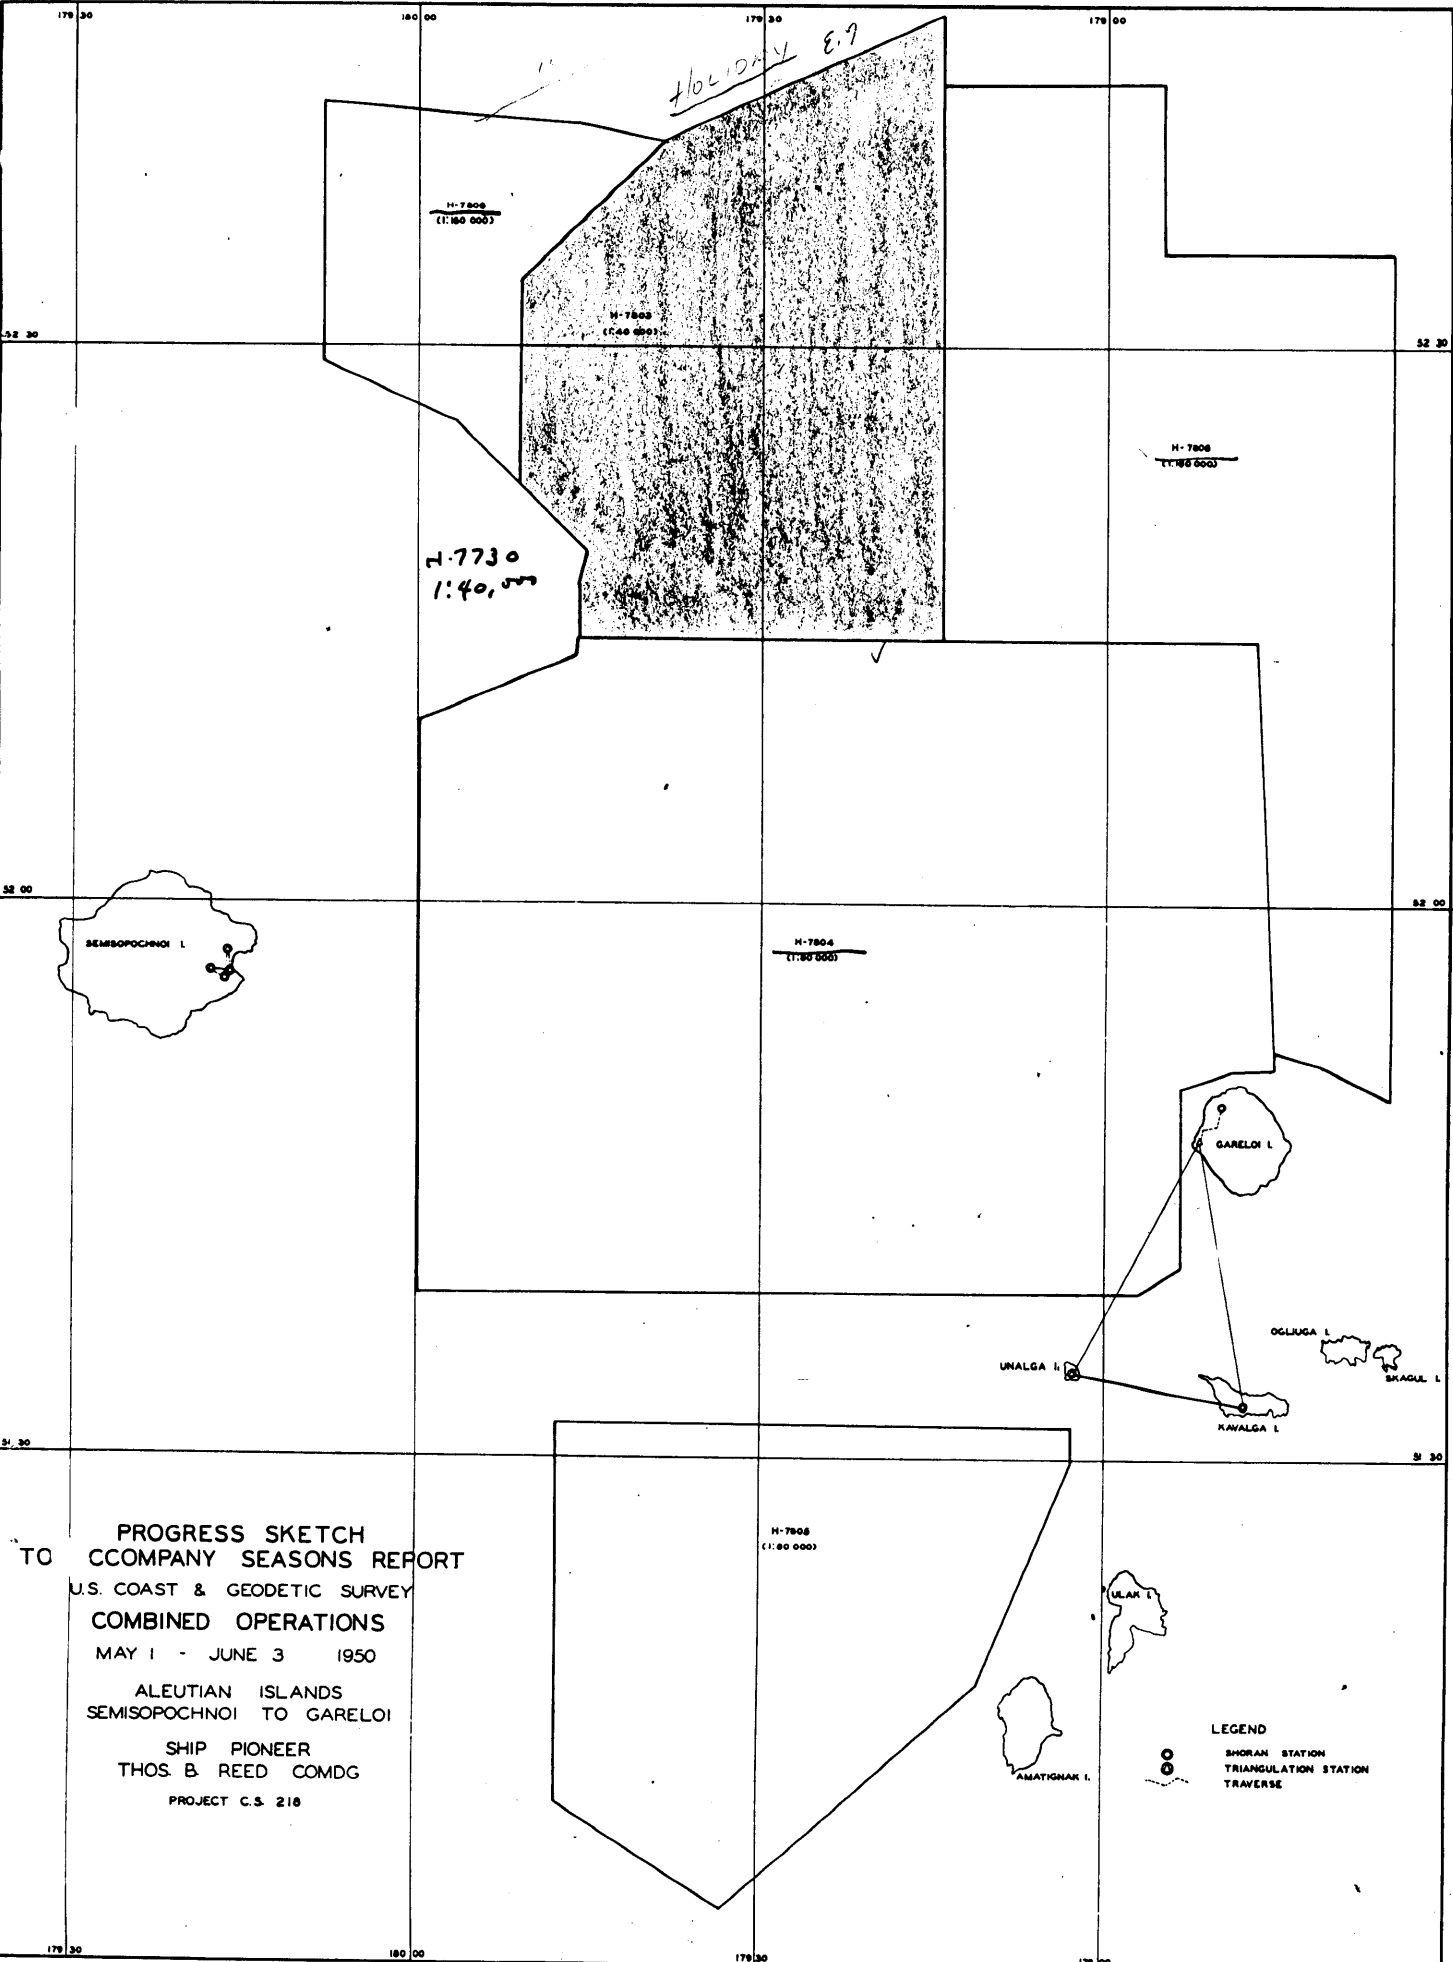 179 30
180 00
179 30
179 00
H-7806
(1:160 000)
H-7803
(1:40 000)
52 30
52 30
H-7806
(1:160 000)
H-7730
1:40,000
52 00
52 00
SEMISOPOCHNOI I.
H-7804
(1:80 000)
GARELOI I.
OGLIUGA I.
SKAGUL I.
UNALGA I.
KAVALGA I.
51 30
51 30
H-7805
(1:80 000)
PROGRESS SKETCH
TO CCOMPANY SEASONS REPORT
U.S. COAST & GEODETIC SURVEY
COMBINED OPERATIONS
MAY 1 - JUNE 3 1950
ALEUTIAN ISLANDS
SEMISOPOCHNOI TO GARELOI
SHIP PIONEER
THOS. B. REED COMDG
PROJECT C.S. 218
ULAK I.
AMATIGNAK I.
LEGEND
SHORAN STATION
TRIANGULATION STATION
TRAVERSE
179 30
180 00
179 30
179 00